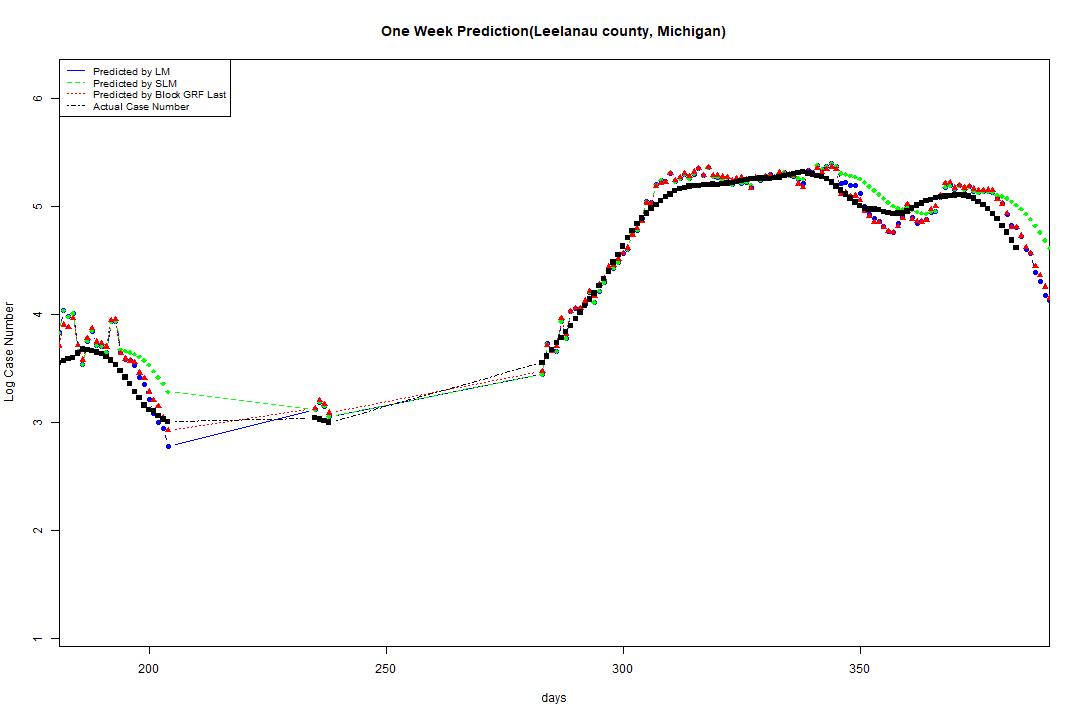 One Week Prediction(Leelanau county, Michigan)
Predicted by LM
Predicted by SLM
Predicted by Block GRF Last
Actual Case Number
6
5
4
3
2
1
Log Case Number
200
250
300
350
days